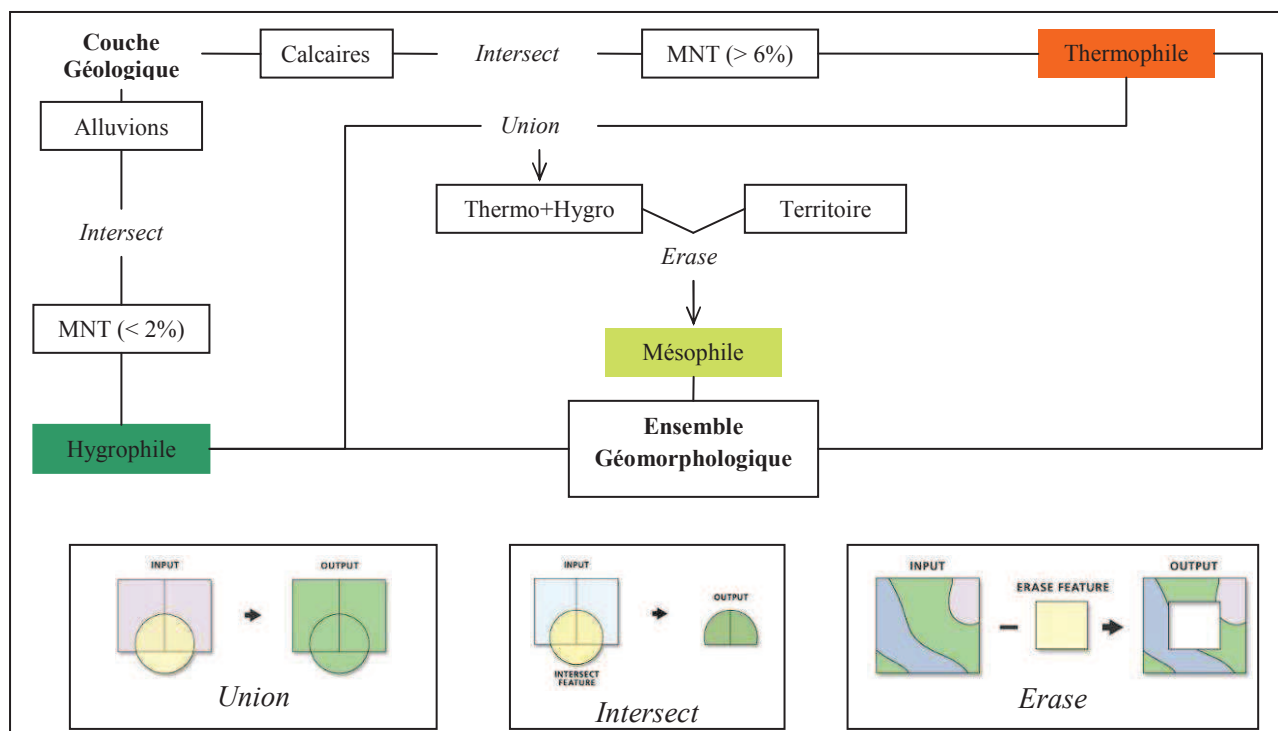 Couche
Géologique
Calcaires
Intersect
MNT (> 6%)
Thermophile
Alluvions
Union
Thermo+Hygro
Territoire
Intersect
Erase
MNT (< 2%)
Mésophile
Hygrophile
Ensemble
Géomorphologique
INPUT
OUTPUT
Union
INPUT
OUTPUT
INTERSECT
FEATURE
Intersect
INPUT
ERASE FEATURE
OUTPUT
Erase